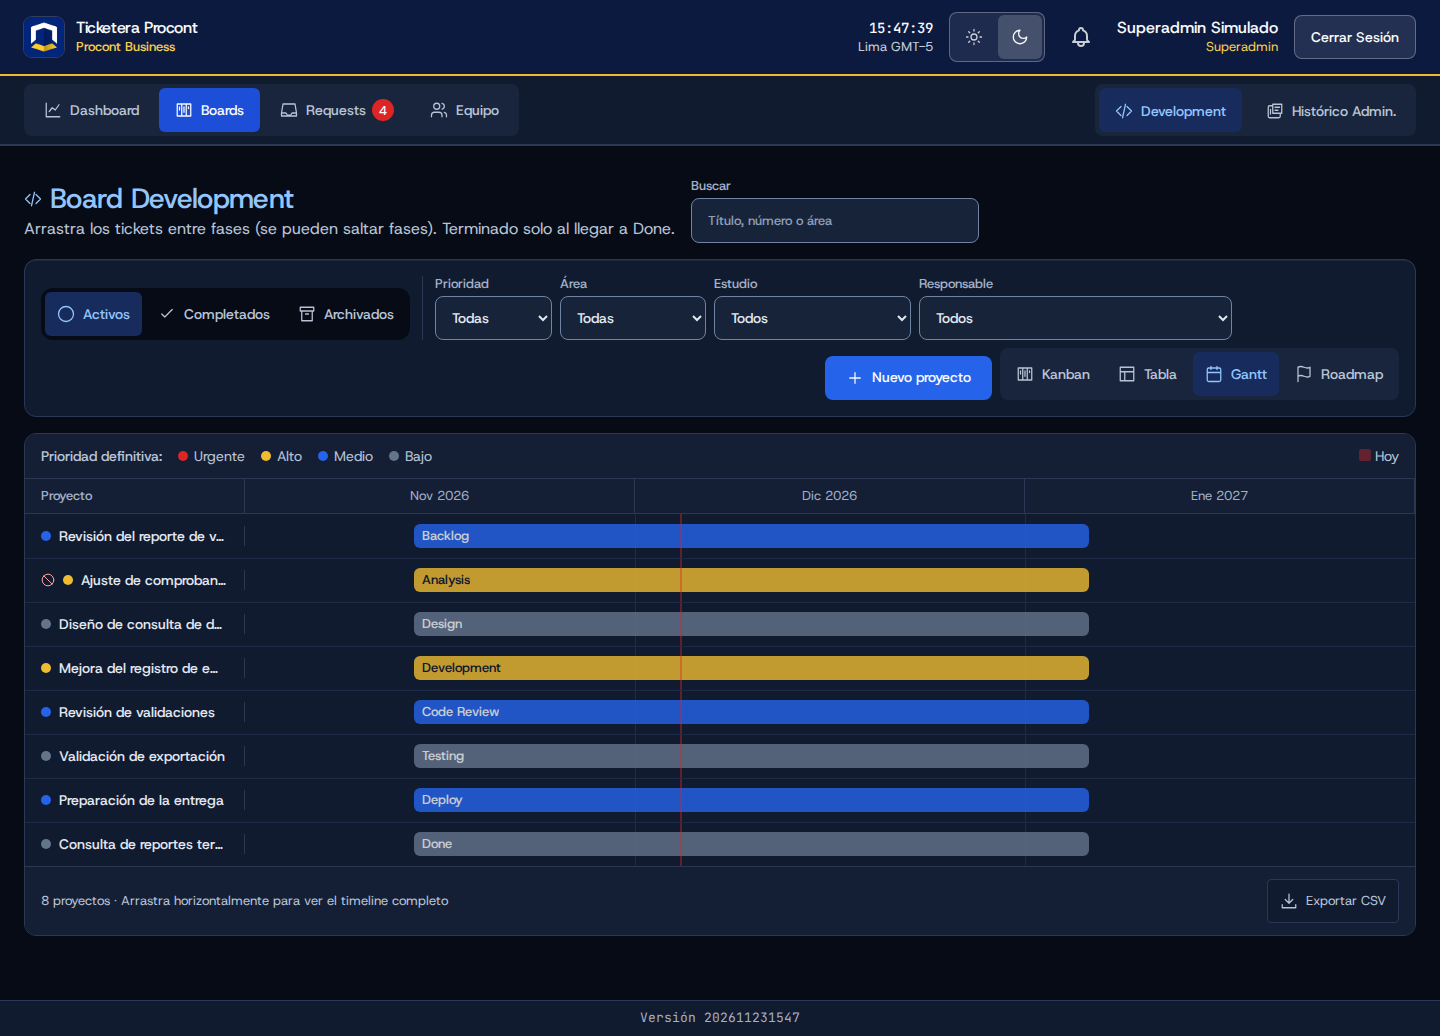 Ticketera Procont
Procont Business
15:47:39
Lima GMT-5
Superadmin Simulado
Superadmin
Cerrar Sesión
Dashboard
Boards
Requests 4
Equipo
Development
Histórico Admin.
Board Development
Arrastra los tickets entre fases (se pueden saltar fases). Terminado solo al llegar a Done.
Buscar
Título, número o área
Activos
Completados
Archivados
Prioridad
Todas
Área
Todas
Estudio
Todos
Responsable
Todos
Nuevo proyecto
Kanban
Tabla
Gantt
Roadmap
Prioridad definitiva: Urgente Alto Medio Bajo
Hoy
Proyecto Nov 2026 Dic 2026 Ene 2027
Revisión del reporte de v... Backlog
Ajuste de comproban... Analysis
Diseño de consulta de d... Design
Mejora del registro de e... Development
Revisión de validaciones Code Review
Validación de exportación Testing
Preparación de la entrega Deploy
Consulta de reportes ter... Done
8 proyectos · Arrastra horizontalmente para ver el timeline completo
Exportar CSV
Versión 202611231547